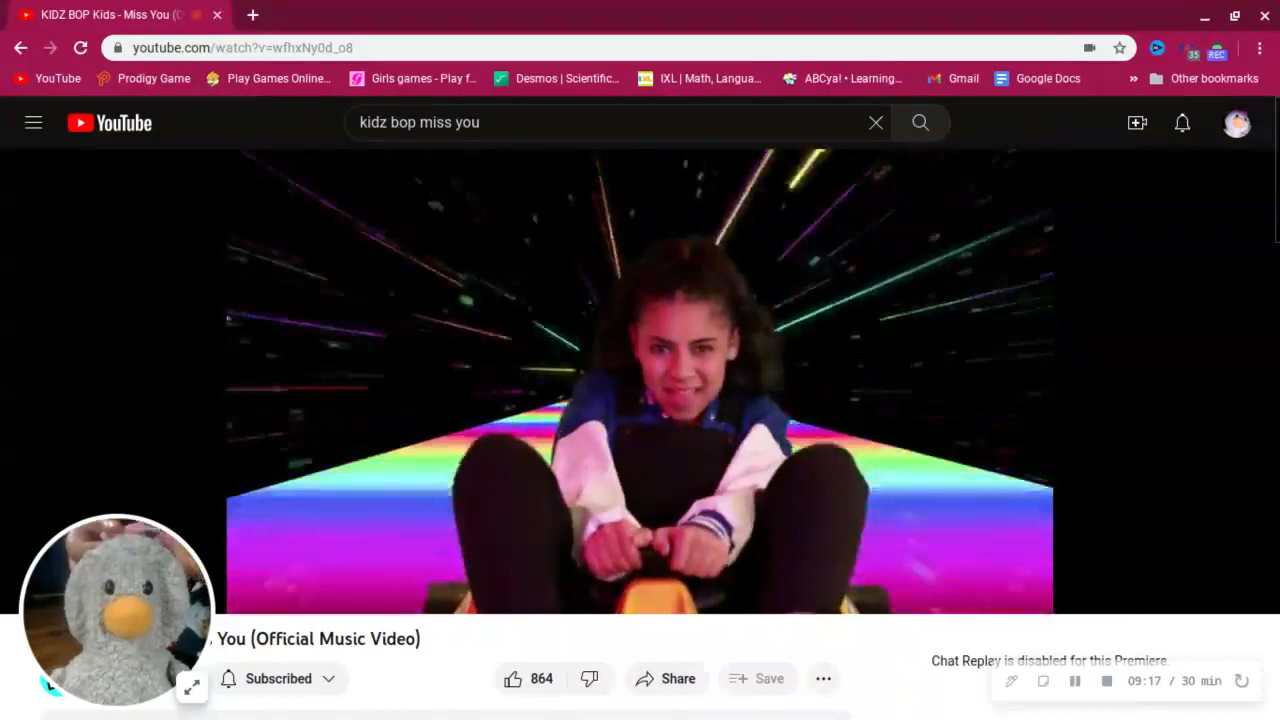 KIDZ BOP Kids - Miss You (
youtube.com/watch?v=wfhxNy0d_o8
35
REC
YouTube
Prodigy Game
Play Games Online...
Girls games - Play f...
Desmos | Scientific...
IXL | Math, Langua...
ABCya! • Learning...
Gmail
Google Docs
»
Other bookmarks
YouTube
kidz bop miss you
You (Official Music Video)
Subscribed
864
Share
Save
Chat Replay is disabled for this Premiere.
09:17 / 30 min